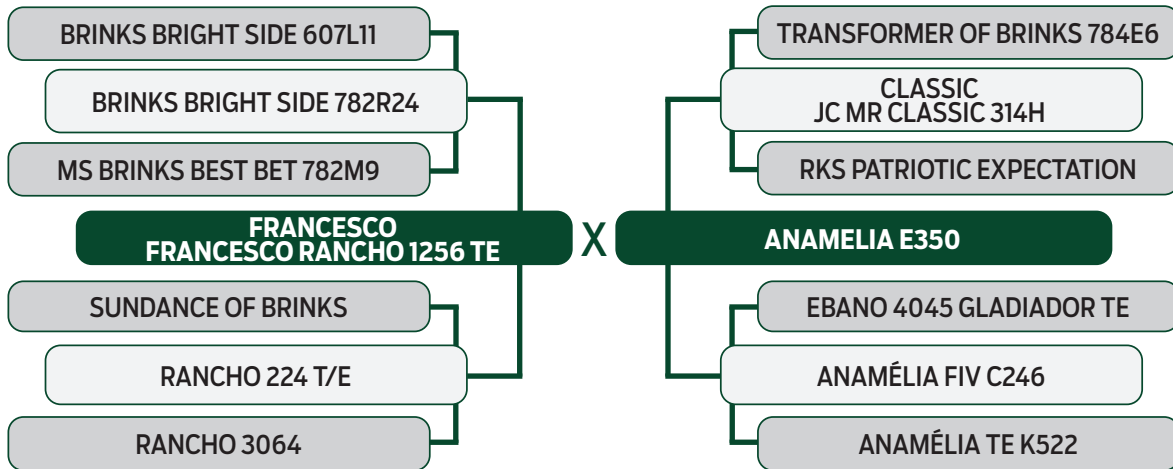 BRINKS BRIGHT SIDE 607L11
BRINKS BRIGHT SIDE 782R24
MS BRINKS BEST BET 782M9
FRANCESCO
FRANCESCO RANCHO 1256 TE
SUNDANCE OF BRINKS
RANCHO 224 T/E
RANCHO 3064
X
TRANSFORMER OF BRINKS 784E6
CLASSIC
JC MR CLASSIC 314H
RKS PATRIOTIC EXPECTATION
ANAMELIA E350
EBANO 4045 GLADIADOR TE
ANAMÉLIA FIV C246
ANAMÉLIA TE K522